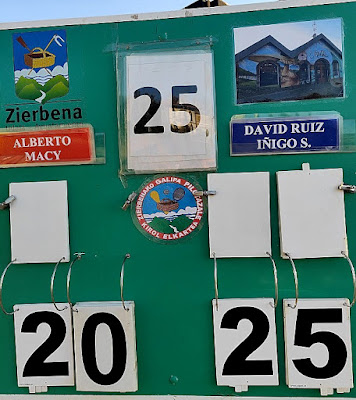 Zierbena
ALBERTO
MACY
25
DAVID RUIZ
IÑIGO S.
20
25